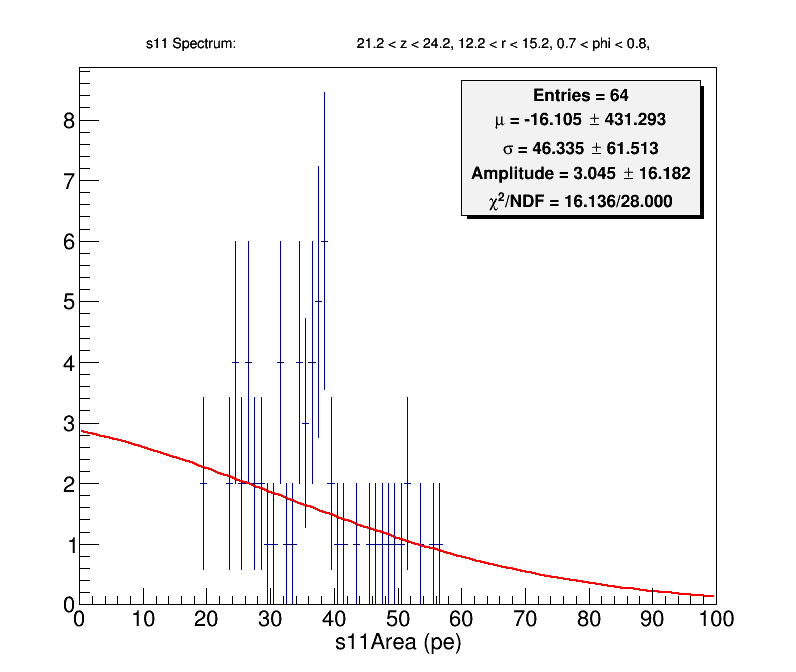 s11 Spectrum: 21.2 < z < 24.2, 12.2 < r < 15.2, 0.7 < phi < 0.8,
Entries = 64
μ = -16.105 ± 431.293
σ = 46.335 ± 61.513
Amplitude = 3.045 ± 16.182
χ²/NDF = 16.136/28.000
8
7
6
5
4
3
2
1
0
0 10 20 30 40 50 60 70 80 90 100
s11Area (pe)